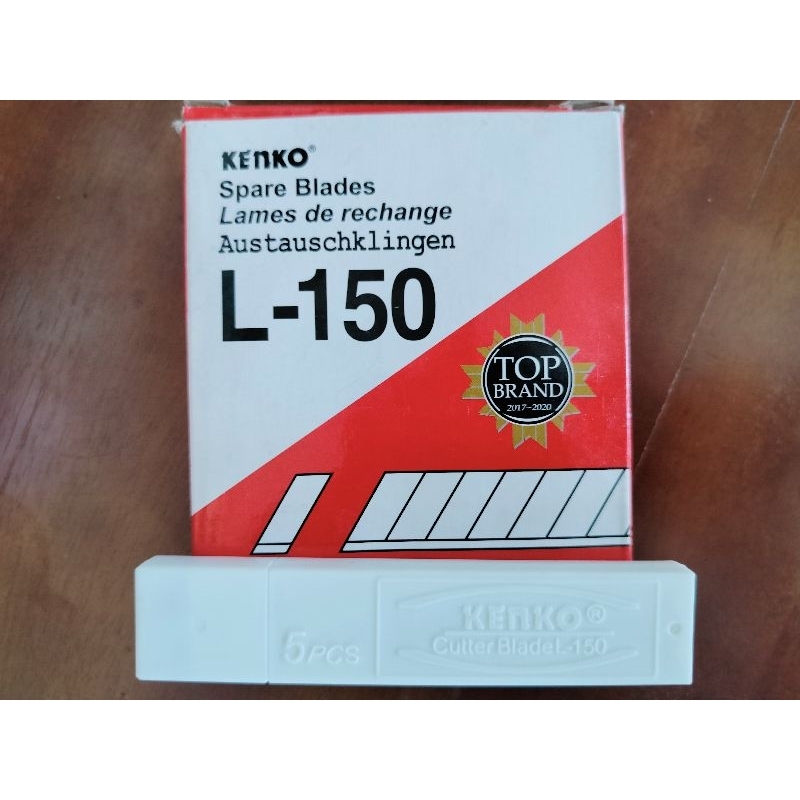 KENKO®
Spare Blades
Lames de rechange
Austauschklingen
L-150
TOP
BRAND
2017-2020
KENKO®
5PCS
Cutter Blade L-150